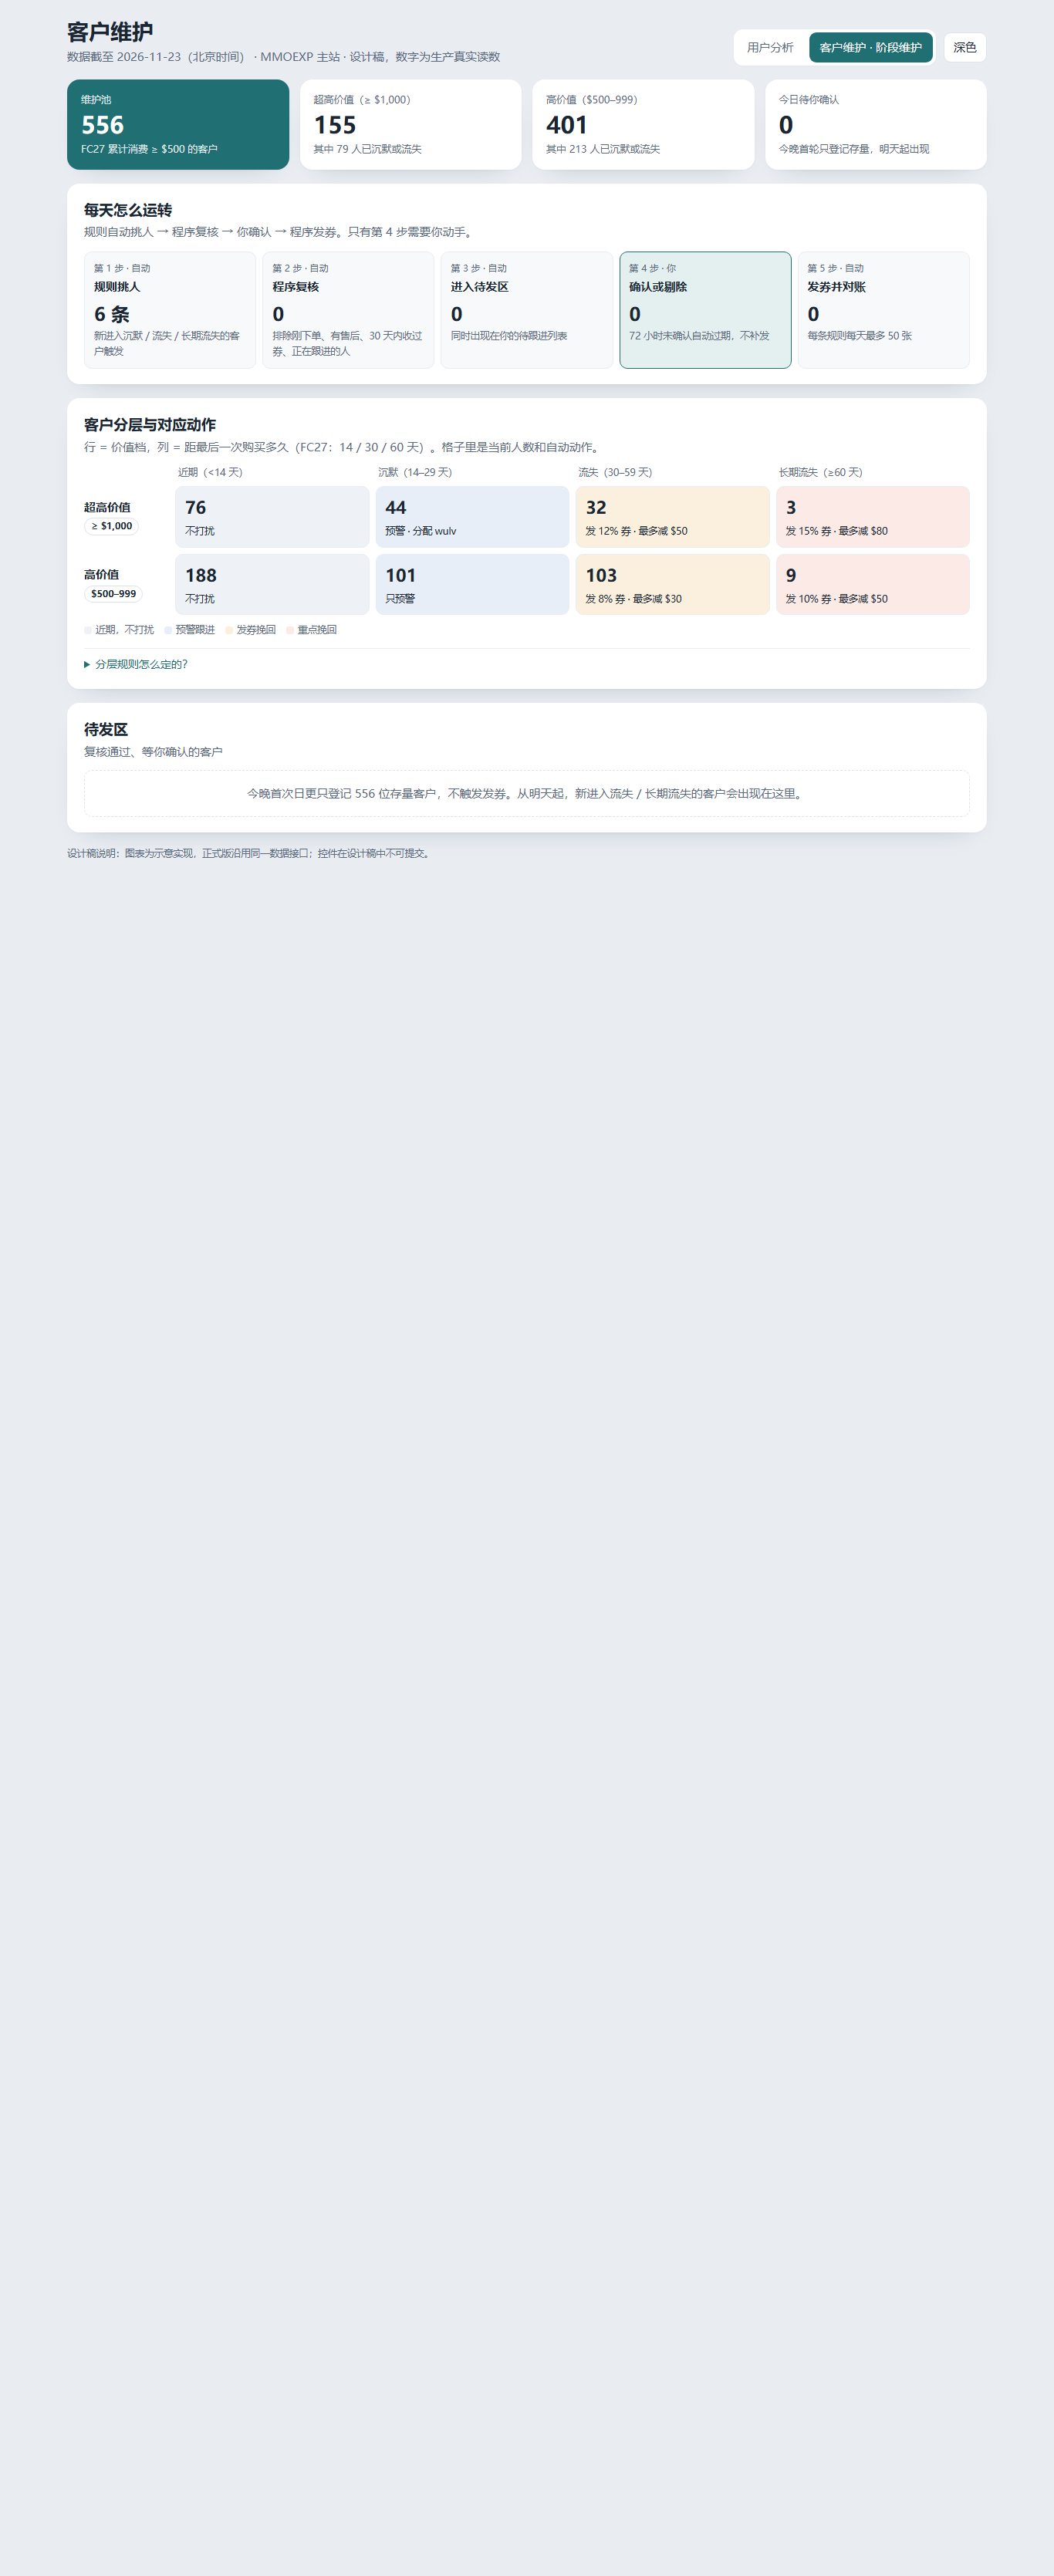 客户维护
数据截至 2026-11-23（北京时间） · MMOEXP 主站 · 设计稿，数字为生产真实读数
用户分析
客户维护 · 阶段维护
深色
维护池
556
FC27 累计消费 ≥ $500 的客户
超高价值（≥ $1,000）
155
其中 79 人已沉默或流失
高价值（$500–999）
401
其中 213 人已沉默或流失
今日待你确认
0
今晚首轮只登记存量，明天起出现
每天怎么运转
规则自动挑人 → 程序复核 → 你确认 → 程序发券。只有第 4 步需要你动手。
第 1 步 · 自动
规则挑人
6 条
新进入沉默 / 流失 / 长期流失的客
户触发
第 2 步 · 自动
程序复核
0
排除刚下单、有售后、30 天内收过
券、正在跟进的人
第 3 步 · 自动
进入待发区
0
同时出现在你的待跟进列表
第 4 步 · 你
确认或剔除
0
72 小时未确认自动过期，不补发
第 5 步 · 自动
发券并对账
0
每条规则每天最多 50 张
客户分层与对应动作
行 = 价值档，列 = 距最后一次购买多久（FC27：14 / 30 / 60 天）。格子里是当前人数和自动动作。
近期（<14 天）
沉默（14–29 天）
流失（30–59 天）
长期流失（≥60 天）
超高价值
≥ $1,000
76
不打扰
44
预警 · 分配 wulv
32
发 12% 券 · 最多减 $50
3
发 15% 券 · 最多减 $80
高价值
$500–999
188
不打扰
101
只预警
103
发 8% 券 · 最多减 $30
9
发 10% 券 · 最多减 $50
近期，不打扰
预警跟进
发券挽回
重点挽回
▶ 分层规则怎么定的？
待发区
复核通过、等你确认的客户
今晚首次日更只登记 556 位存量客户，不触发发券。从明天起，新进入流失 / 长期流失的客户会出现在这里。
设计稿说明：图表为示意实现，正式版沿用同一数据接口；控件在设计稿中不可提交。